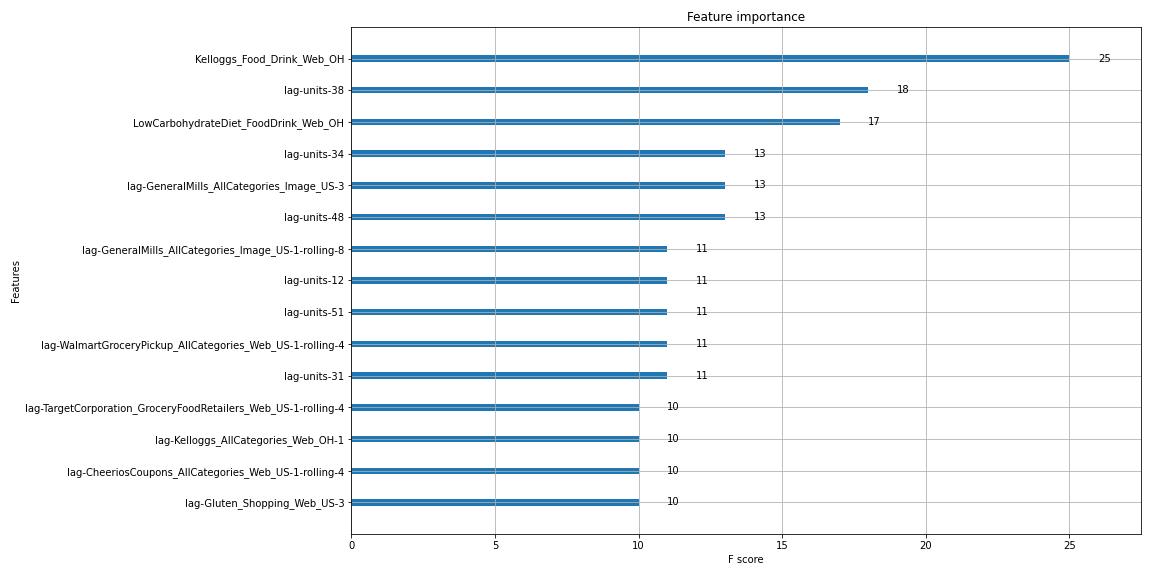 Feature importance
Kelloggs_Food_Drink_Web_OH 25
lag-units-38 18
LowCarbohydrateDiet_FoodDrink_Web_OH 17
lag-units-34 13
lag-GeneralMills_AllCategories_Image_US-3 13
lag-units-48 13
lag-GeneralMills_AllCategories_Image_US-1-rolling-8 11
lag-units-12 11
lag-units-51 11
lag-WalmartGroceryPickup_AllCategories_Web_US-1-rolling-4 11
lag-units-31 11
lag-TargetCorporation_GroceryFoodRetailers_Web_US-1-rolling-4 10
lag-Kelloggs_AllCategories_Web_OH-1 10
lag-CheeriosCoupons_AllCategories_Web_US-1-rolling-4 10
lag-Gluten_Shopping_Web_US-3 10
Features
0 5 10 15 20 25
F score